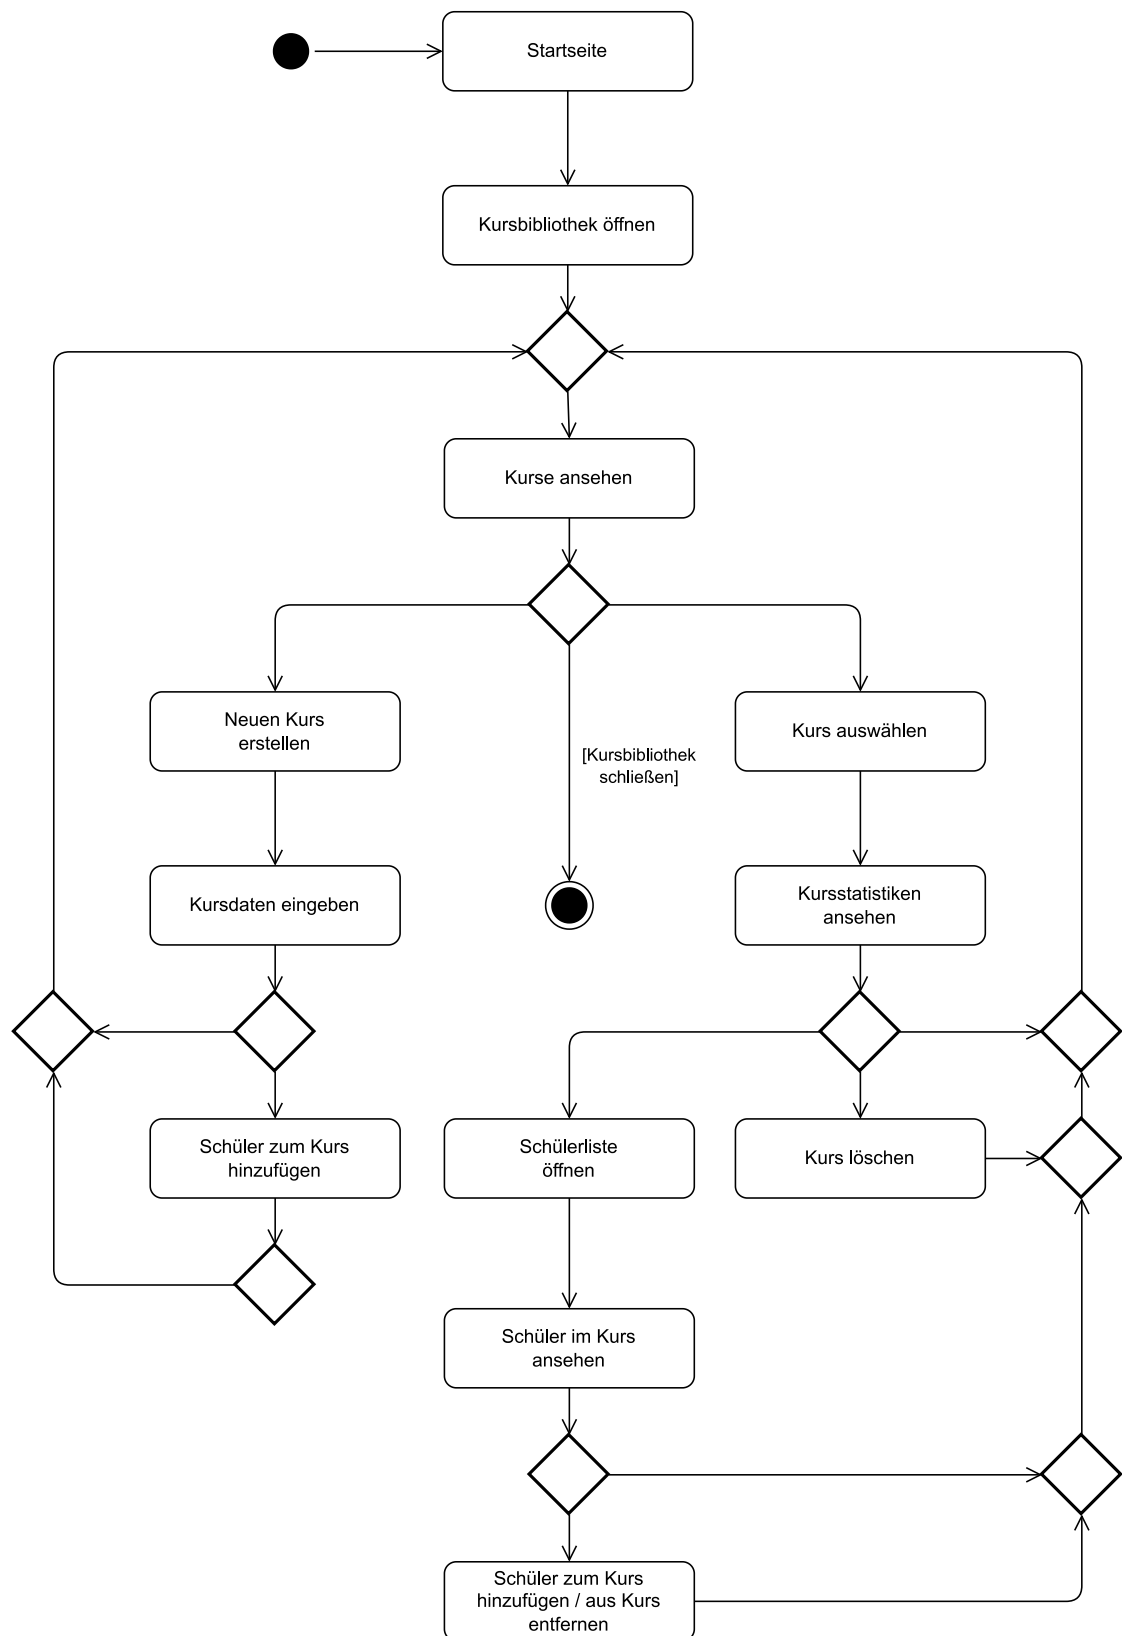 Startseite
Kursbibliothek öffnen
Kurse ansehen
Neuen Kurs
erstellen
[Kursbibliothek
schließen]
Kurs auswählen
Kursdaten eingeben
Kursstatistiken
ansehen
Schüler zum Kurs
hinzufügen
Schülerliste
öffnen
Kurs löschen
Schüler im Kurs
ansehen
Schüler zum Kurs
hinzufügen / aus Kurs
entfernen